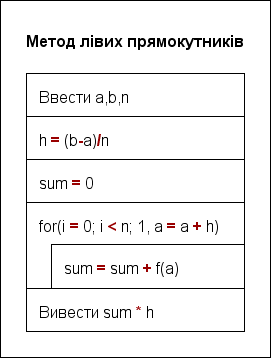 Метод лівих прямокутників
Ввести a,b,n
h = (b-a)/n
sum = 0
for(i = 0; i < n; 1, a = a + h)
sum = sum + f(a)
Вивести sum * h